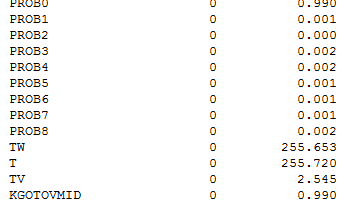 PROB0 0 0.990
PROB1 0 0.001
PROB2 0 0.000
PROB3 0 0.002
PROB4 0 0.002
PROB5 0 0.001
PROB6 0 0.001
PROB7 0 0.001
PROB8 0 0.002
TW 0 255.653
T 0 255.720
TV 0 2.545
KGOTOVMID 0 0.990